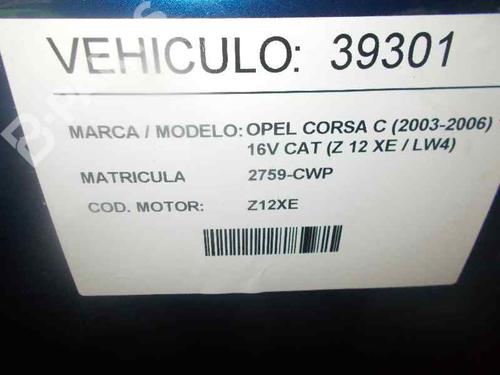 VEHICULO: 39301
MARCA / MODELO: OPEL CORSA C (2003-2006)
16V CAT (Z 12 XE / LW4)
MATRICULA 2759-CWP
COD. MOTOR: Z12XE